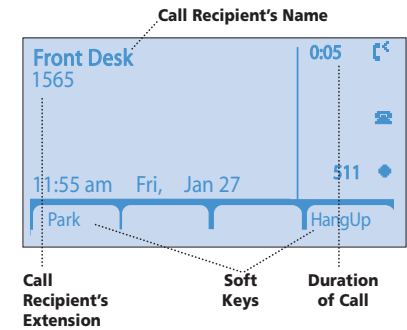 Call Recipient's Name
Front Desk
0:05
1565
511
11:55 am Fri, Jan 27
Park
HangUp
Call Recipient's Extension
Soft Keys
Duration of Call